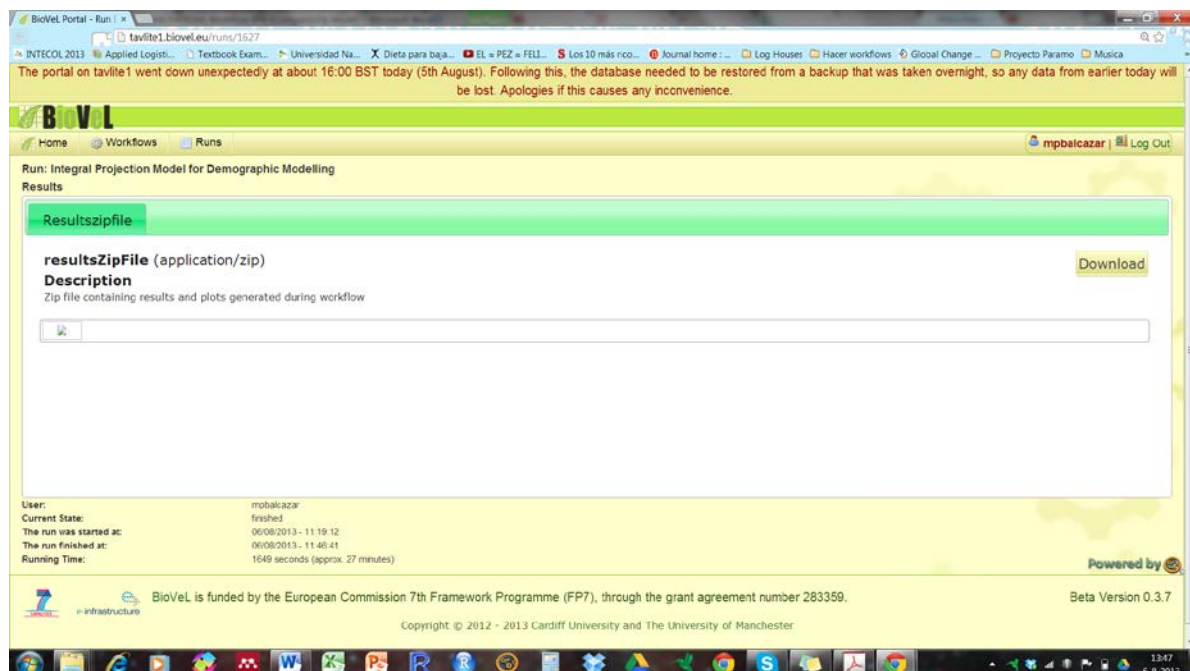 BioVeL Portal - Run |
tavlite1.biovel.eu/runs/1627
INTECOL 2013 Applied Logisti... Textbook Exam... Universidad Na... Dieta para baja... EL = PEZ = FELI... Los 10 más rico... Journal home : ... Log Houses Hacer workflows Global Change ... Proyecto Paramo Musica
The portal on tavlite1 went down unexpectedly at about 16:00 BST today (5th August). Following this, the database needed to be restored from a backup that was taken overnight, so any data from earlier today will
be lost. Apologies if this causes any inconvenience.
BioVeL
Home Workflows Runs mpbalcazar | Log Out
Run: Integral Projection Model for Demographic Modelling
Results
Resultszipfile
resultsZipFile (application/zip) Download
Description
Zip file containing results and plots generated during workflow
User: mpbalcazar
Current State: finished
The run was started at: 06/08/2013 - 11:19:12
The run finished at: 06/08/2013 - 11:46:41
Running Time: 1649 seconds (approx. 27 minutes)
Powered by
e-infrastructure BioVeL is funded by the European Commission 7th Framework Programme (FP7), through the grant agreement number 283359. Beta Version 0.3.7
Copyright © 2012 - 2013 Cardiff University and The University of Manchester
13:47